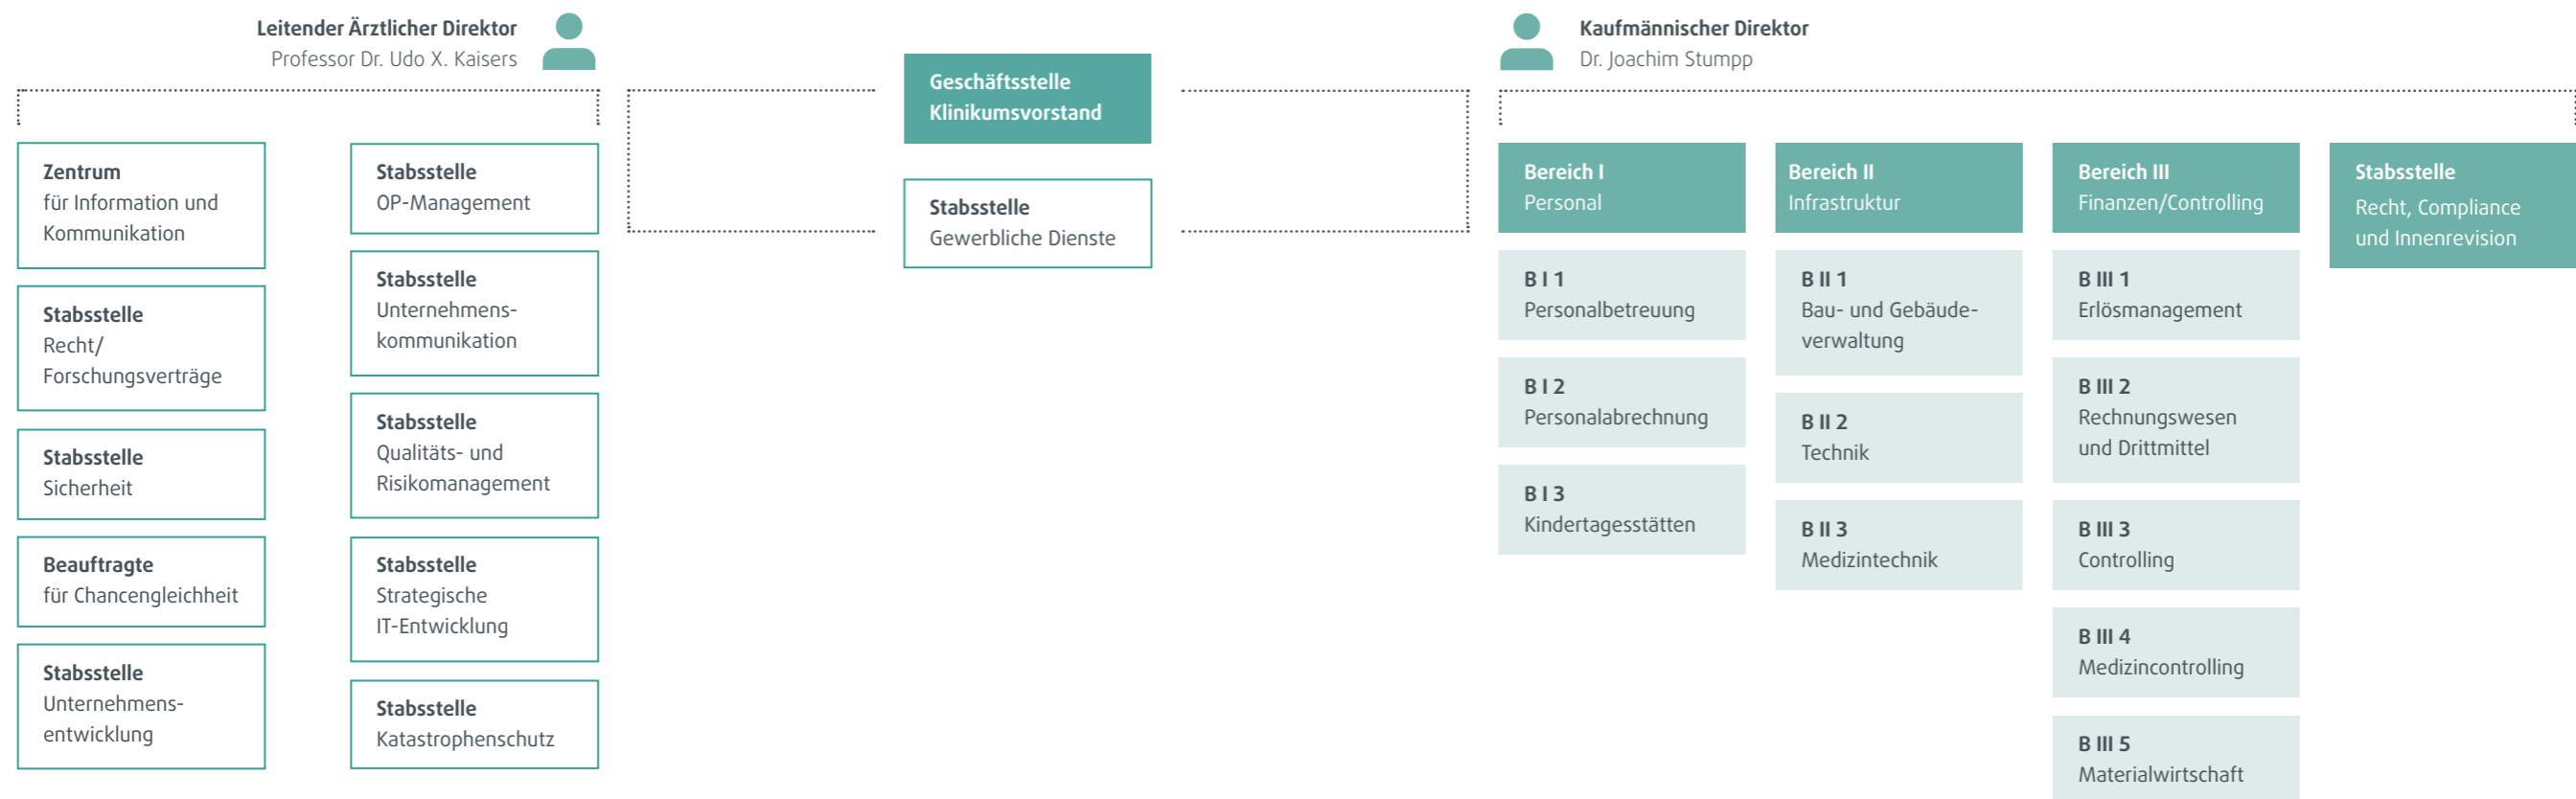 Leitender Ärztlicher Direktor
Professor Dr. Udo X. Kaisers
Zentrum
für Information und
Kommunikation
Stabsstelle
Recht/
Forschungsverträge
Stabsstelle
Sicherheit
Beauftragte
für Chancengleichheit
Stabsstelle
Unternehmens-
entwicklung
Stabsstelle
OP-Management
Stabsstelle
Unternehmens-
kommunikation
Stabsstelle
Qualitäts- und
Risikomanagement
Stabsstelle
Strategische
IT-Entwicklung
Stabsstelle
Katastrophenschutz
Geschäftsstelle
Klinikumsvorstand
Stabsstelle
Gewerbliche Dienste
Kaufmännischer Direktor
Dr. Joachim Stumpp
Bereich I
Personal
B I 1
Personalbetreuung
B I 2
Personalabrechnung
B I 3
Kindertagesstätten
Bereich II
Infrastruktur
B II 1
Bau- und Gebäude-
verwaltung
B II 2
Technik
B II 3
Medizintechnik
Bereich III
Finanzen/Controlling
B III 1
Erlösmanagement
B III 2
Rechnungswesen
und Drittmittel
B III 3
Controlling
B III 4
Medizincontrolling
B III 5
Materialwirtschaft
Stabsstelle
Recht, Compliance
und Innenrevision